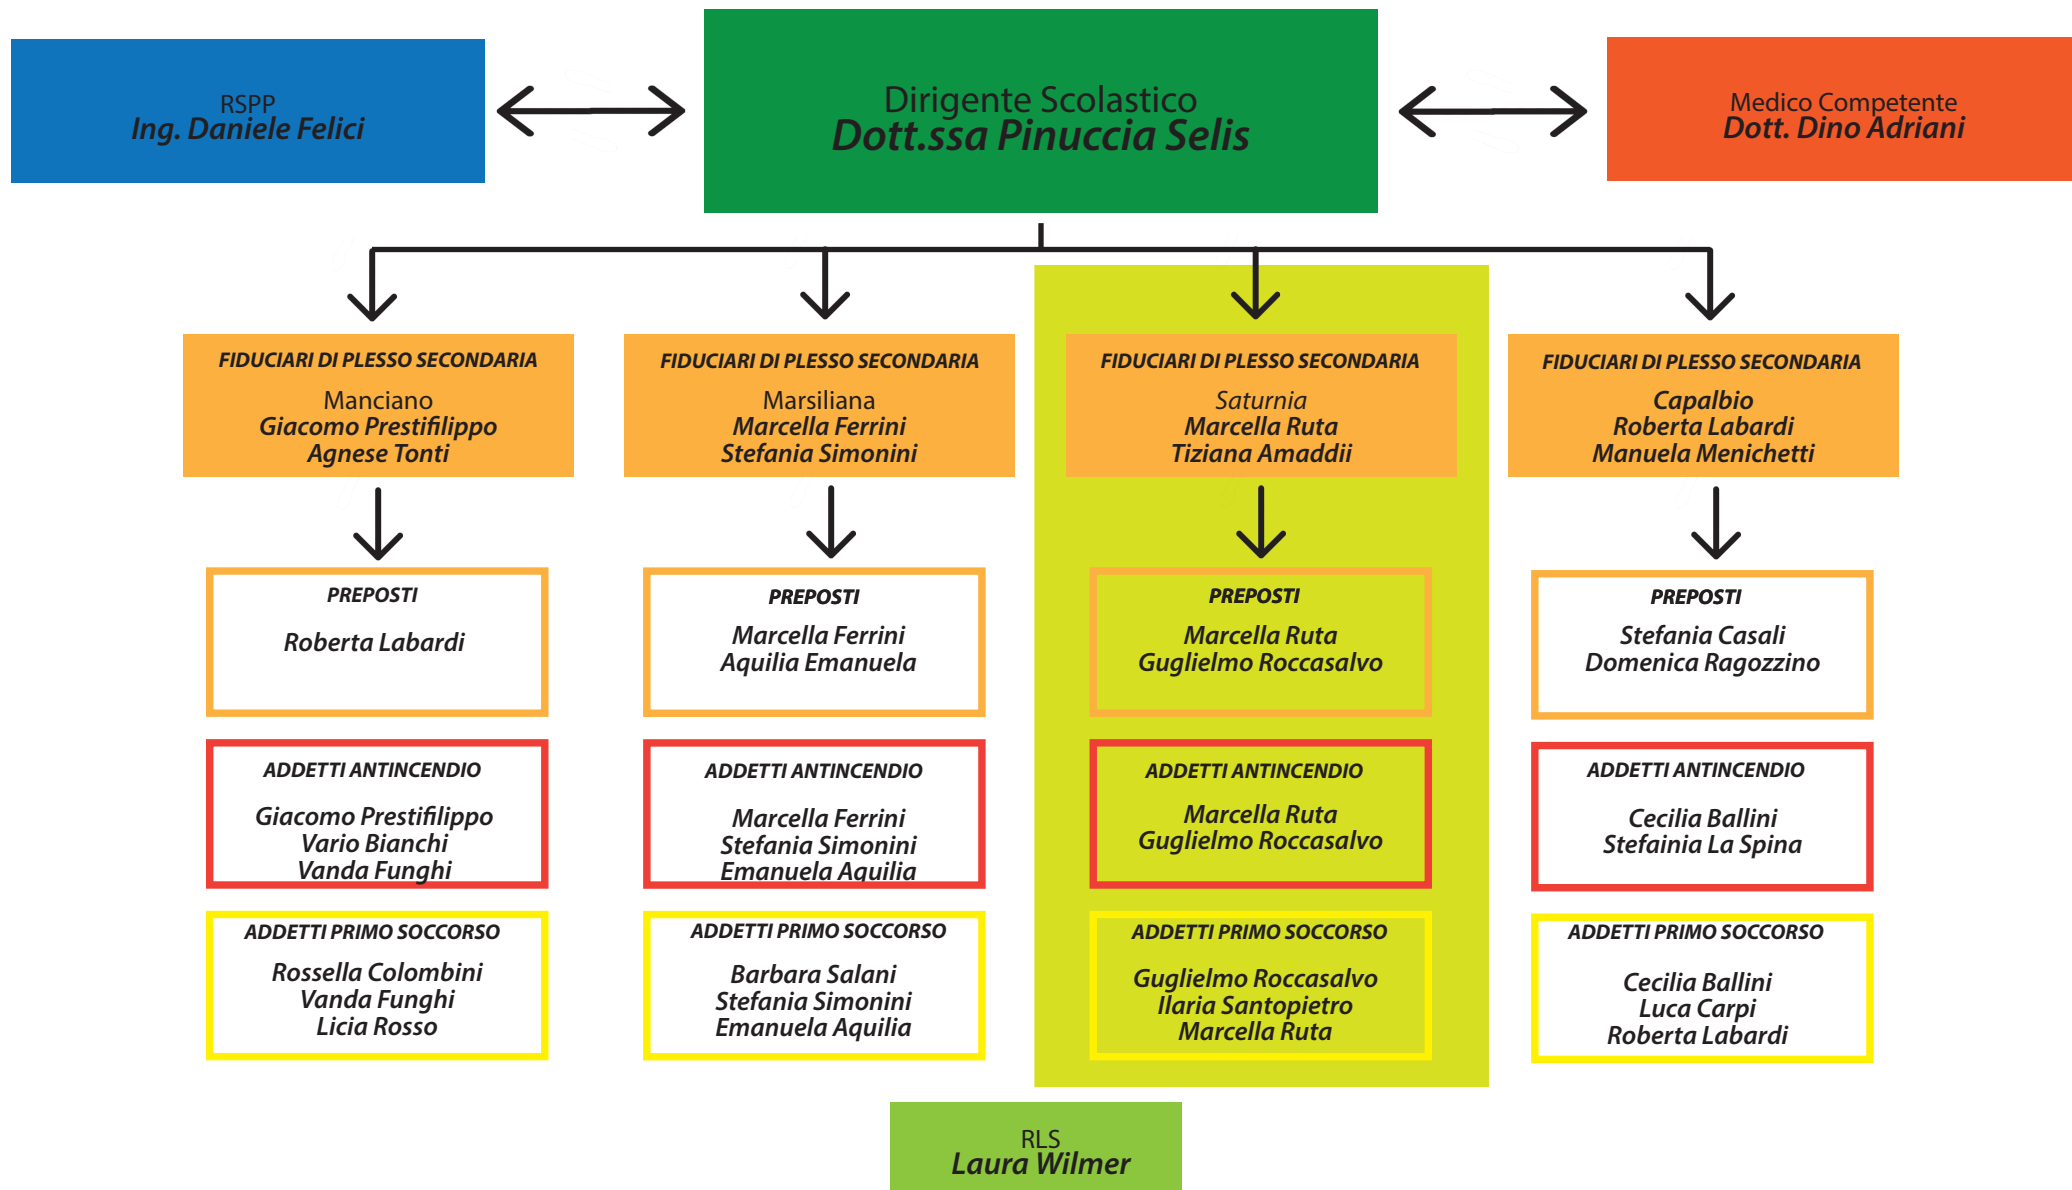 RSPP
Ing. Daniele Felici
Dirigente Scolastico
Dott.ssa Pinuccia Selis
Medico Competente
Dott. Dino Adriani
FIDUCIARI DI PLESSO SECONDARIA
Manciano
Giacomo Prestifilippo
Agnese Tonti
FIDUCIARI DI PLESSO SECONDARIA
Marsiliana
Marcella Ferrini
Stefania Simonini
FIDUCIARI DI PLESSO SECONDARIA
Saturnia
Marcella Ruta
Tiziana Amaddii
FIDUCIARI DI PLESSO SECONDARIA
Capalbio
Roberta Labardi
Manuela Menichetti
PREPOSTI
Roberta Labardi
PREPOSTI
Marcella Ferrini
Aquilia Emanuela
PREPOSTI
Marcella Ruta
Guglielmo Roccasalvo
PREPOSTI
Stefania Casali
Domenica Ragozzino
ADDETTI ANTINCENDIO
Giacomo Prestifilippo
Vario Bianchi
Vanda Funghi
ADDETTI ANTINCENDIO
Marcella Ferrini
Stefania Simonini
Emanuela Aquilia
ADDETTI ANTINCENDIO
Marcella Ruta
Guglielmo Roccasalvo
ADDETTI ANTINCENDIO
Cecilia Ballini
Stefainia La Spina
ADDETTI PRIMO SOCCORSO
Rossella Colombini
Vanda Funghi
Licia Rosso
ADDETTI PRIMO SOCCORSO
Barbara Salani
Stefania Simonini
Emanuela Aquilia
ADDETTI PRIMO SOCCORSO
Guglielmo Roccasalvo
Ilaria Santopietro
Marcella Ruta
ADDETTI PRIMO SOCCORSO
Cecilia Ballini
Luca Carpi
Roberta Labardi
RLS
Laura Wilmer